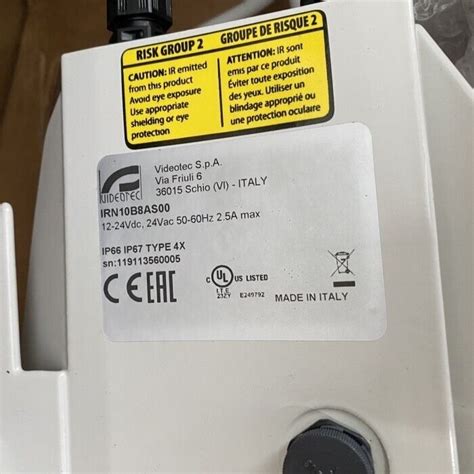 RISK GROUP 2
CAUTION: IR emitted
from this product
Avoid eye exposure
Use appropriate
shielding or eye
protection
GROUPE DE RISQUE 2
ATTENTION: IR sont
émis par ce produit
Éviter toute exposition
des yeux. Utiliser un
blindage approprié ou
une protection oculaire
VIDEOTEC
Videotec S.p.A.
Via Friuli 6
36015 Schio (VI) - ITALY
IRN10B8AS00
12-24Vdc, 24Vac 50-60Hz 2.5A max
IP66 IP67 TYPE 4X
sn:119113560005
CE EAC
C UL US LISTED
I.T.E.
23ZY E249792
MADE IN ITALY